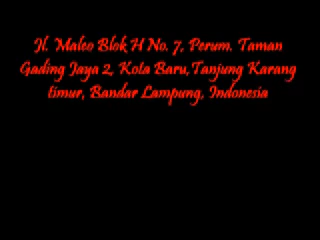 Jl. Maleo Blok H No. 7, Perum. Taman
Gading Jaya 2, Kota Baru,Tanjung Karang
timur, Bandar Lampung, Indonesia